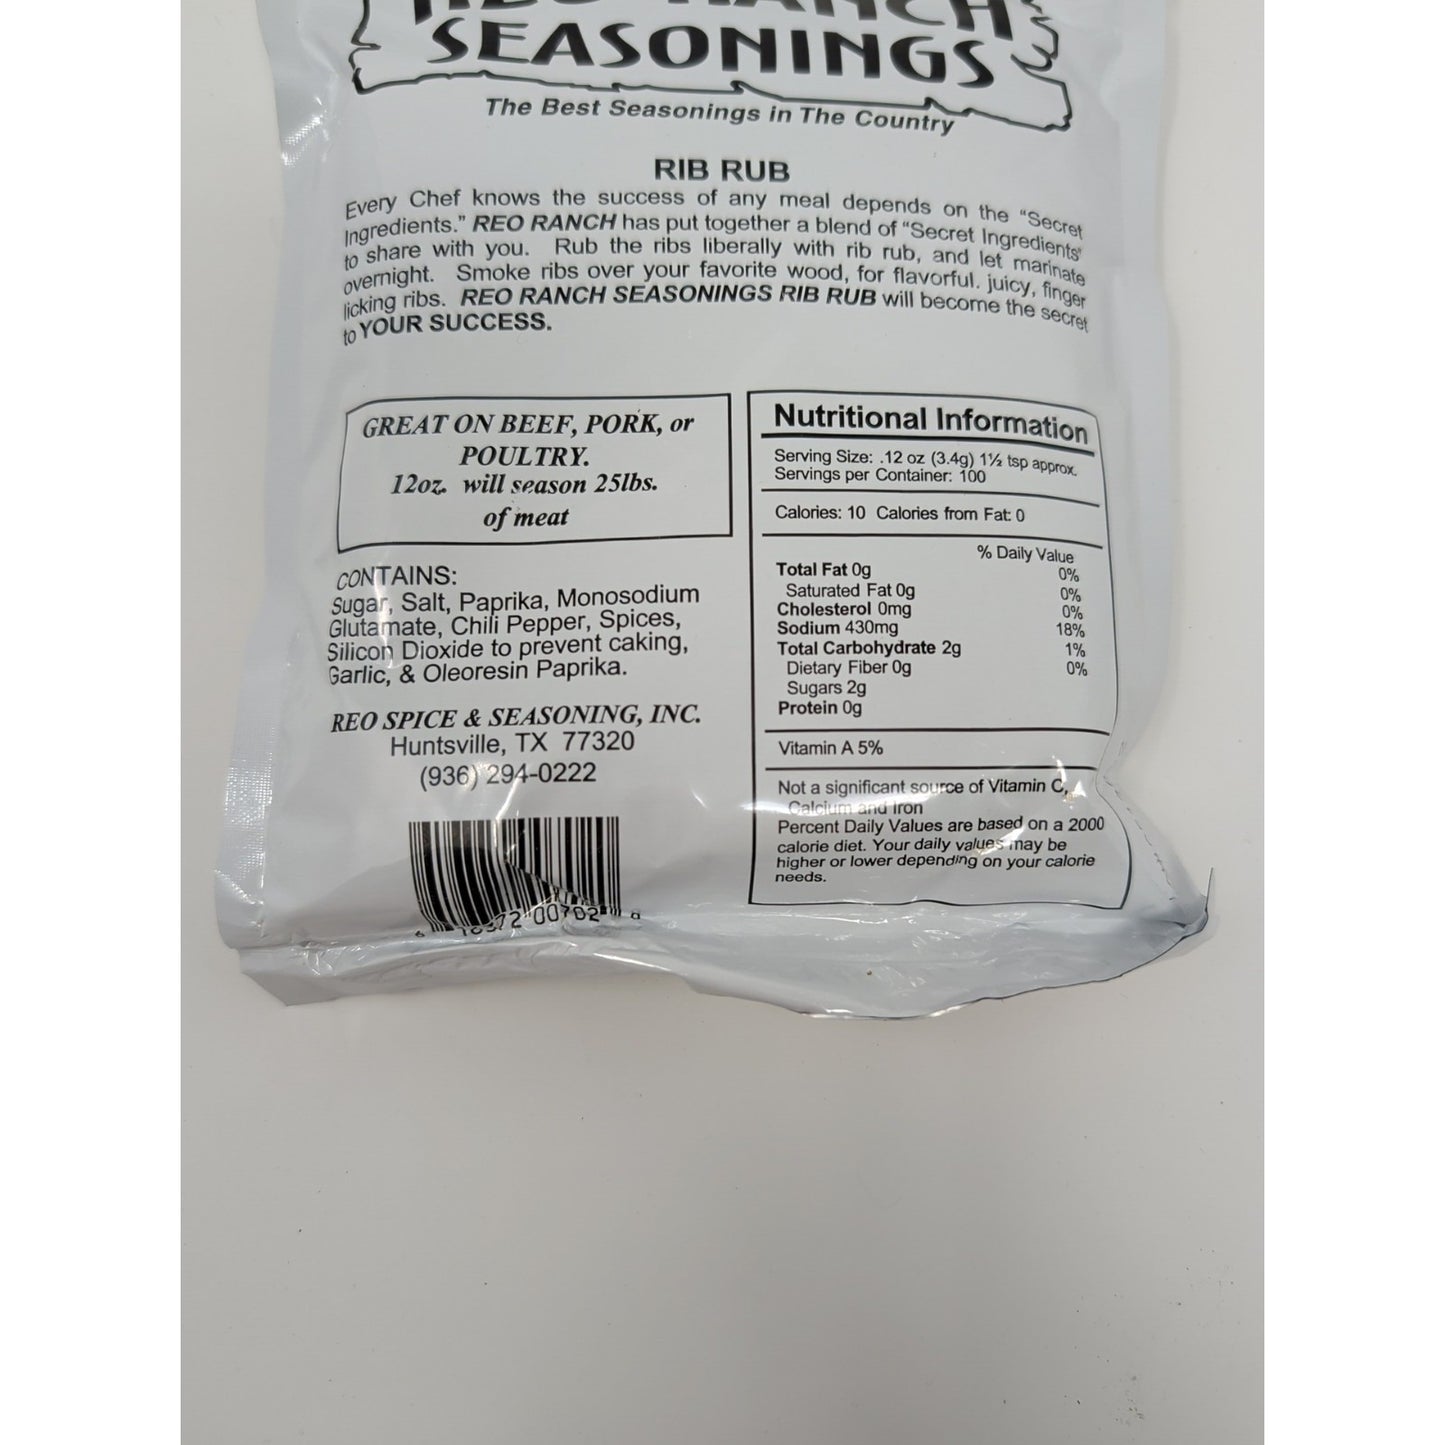 REO RANCH
SEASONINGS
The Best Seasonings in The Country
RIB RUB
Every Chef knows the success of any meal depends on the "Secret
Ingredients." REO RANCH has put together a blend of "Secret Ingredients"
to share with you. Rub the ribs liberally with rib rub, and let marinate
overnight. Smoke ribs over your favorite wood, for flavorful, juicy, finger
licking ribs. REO RANCH SEASONINGS RIB RUB will become the secret
to YOUR SUCCESS.
GREAT ON BEEF, PORK, or
POULTRY.
12oz. will season 25lbs.
of meat
CONTAINS:
Sugar, Salt, Paprika, Monosodium
Glutamate, Chili Pepper, Spices,
Silicon Dioxide to prevent caking,
Garlic, & Oleoresin Paprika.
REO SPICE & SEASONING, INC.
Huntsville, TX 77320
(936) 294-0222
Nutritional Information
Serving Size: .12 oz (3.4g) 1½ tsp approx.
Servings per Container: 100
Calories: 10 Calories from Fat: 0
% Daily Value
Total Fat 0g 0%
Saturated Fat 0g 0%
Cholesterol 0mg 0%
Sodium 430mg 18%
Total Carbohydrate 2g 1%
Dietary Fiber 0g 0%
Sugars 2g
Protein 0g
Vitamin A 5%
Not a significant source of Vitamin C,
Calcium and Iron
Percent Daily Values are based on a 2000
calorie diet. Your daily values may be
higher or lower depending on your calorie
needs.